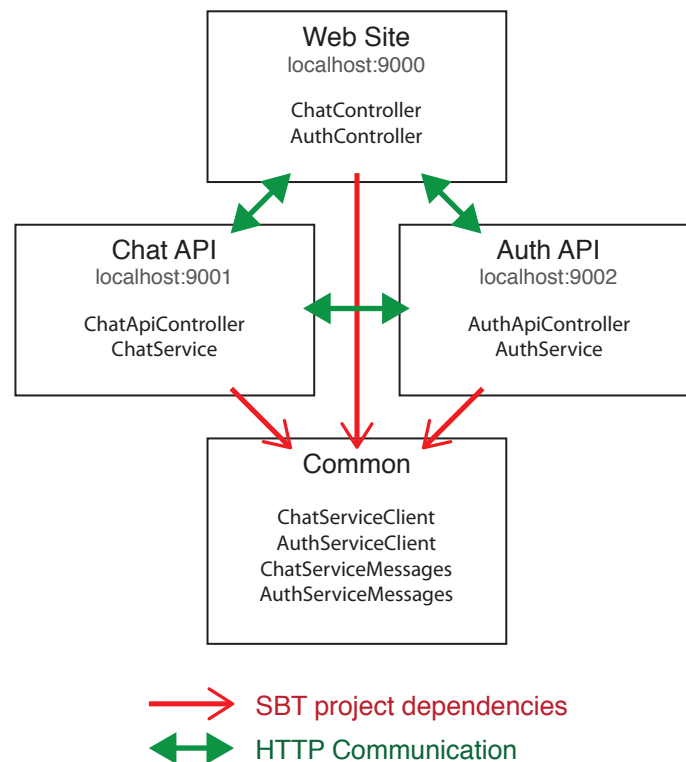 Web Site
localhost:9000
ChatController
AuthController
Chat API
localhost:9001
ChatApiController
ChatService
Auth API
localhost:9002
AuthApiController
AuthService
Common
ChatServiceClient
AuthServiceClient
ChatServiceMessages
AuthServiceMessages
SBT project dependencies
HTTP Communication